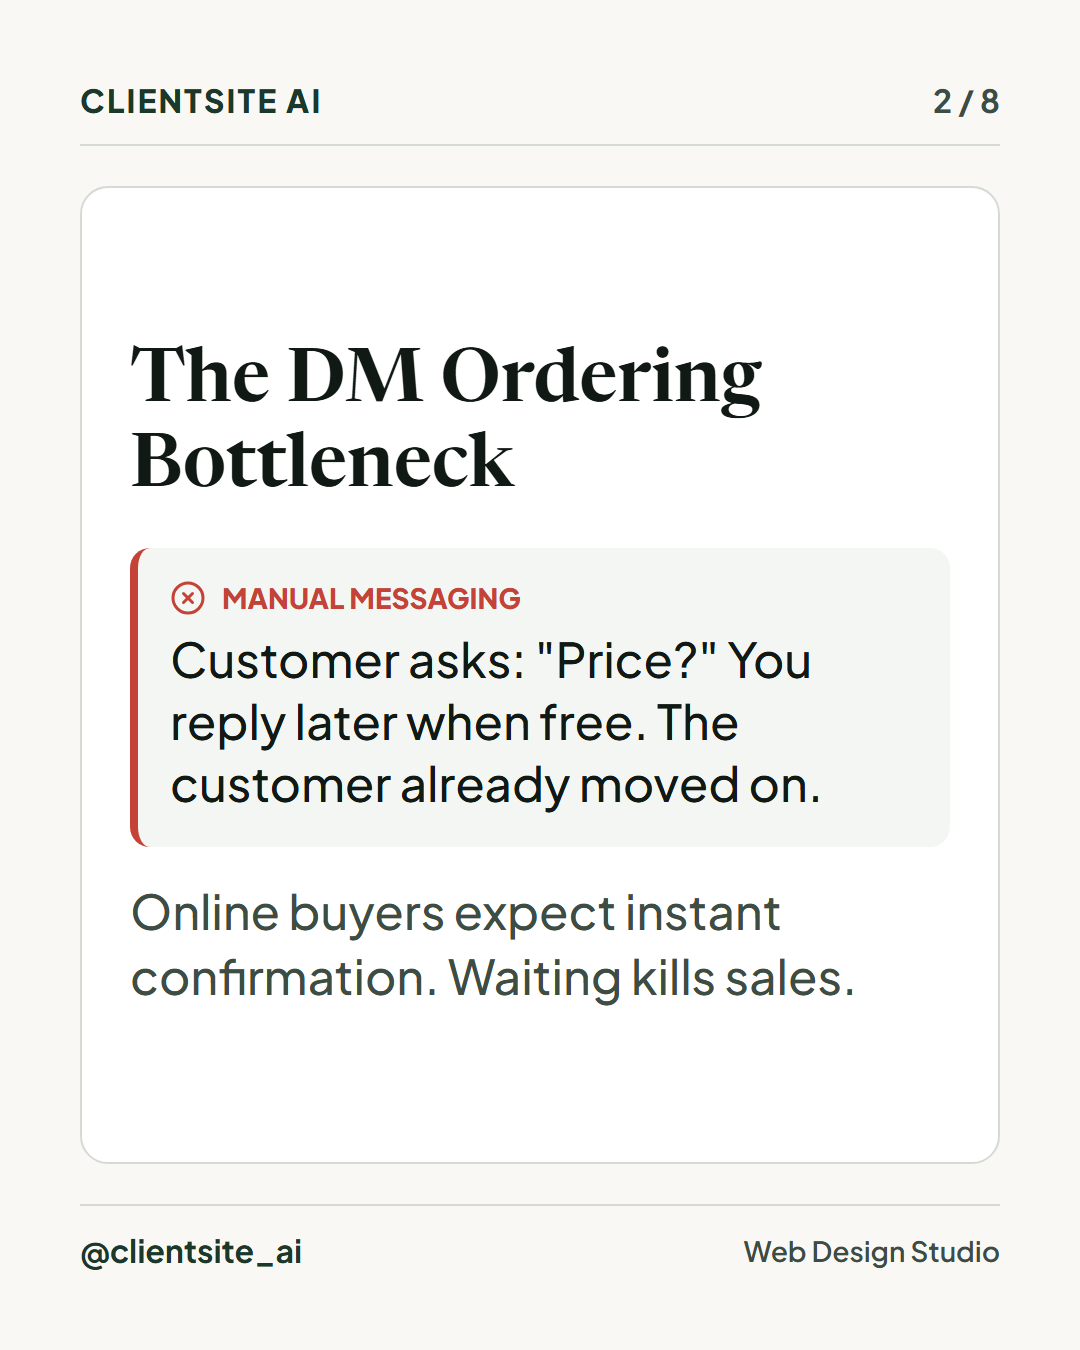 CLIENTSITE AI
2 / 8
The DM Ordering
Bottleneck
MANUAL MESSAGING
Customer asks: "Price?" You
reply later when free. The
customer already moved on.
Online buyers expect instant
confirmation. Waiting kills sales.
@clientsite_ai
Web Design Studio